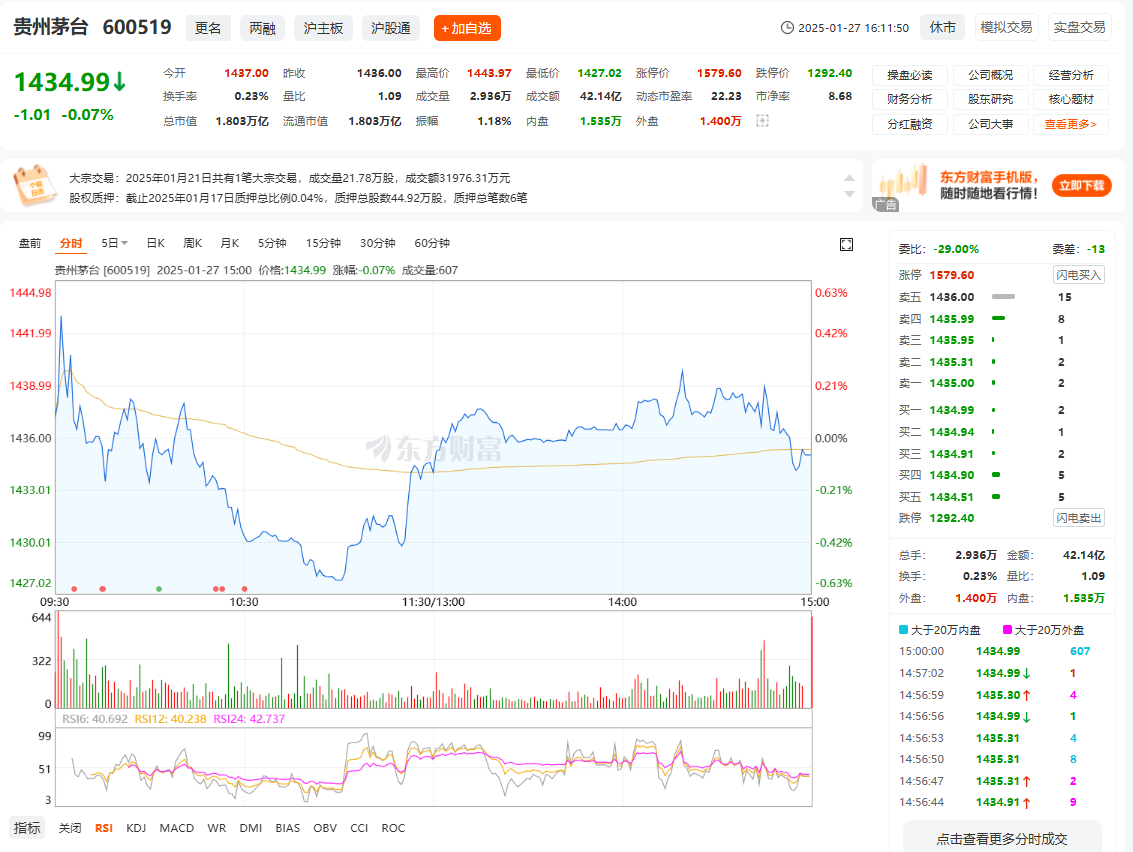 贵州茅台 600519 更名 两融 沪主板 沪股通 +加自选 2025-01-27 16:11:50 休市 模拟交易 实盘交易
1434.99↓
-1.01 -0.07%
今开 1437.00 昨收 1436.00 最高价 1443.97 最低价 1427.02 涨停价 1579.60 跌停价 1292.40
换手率 0.23% 量比 1.09 成交量 2.936万 成交额 42.14亿 动态市盈率 22.23 市净率 8.68
总市值 1.803万亿 流通市值 1.803万亿 振幅 1.18% 内盘 1.535万 外盘 1.400万
操盘必读 公司概况 经营分析
财务分析 股东研究 核心题材
分红融资 公司大事 查看更多>
个股日历
大宗交易：2025年01月21日共有1笔大宗交易，成交量21.78万股，成交额31976.31万元
股权质押：截止2025年01月17日质押总比例0.04%，质押总股数44.92万股，质押总笔数6笔
广告
东方财富手机版，
随时随地看行情！
立即下载
盘前 分时 5日 日K 周K 月K 5分钟 15分钟 30分钟 60分钟
贵州茅台 [600519] 2025-01-27 15:00 价格:1434.99 涨幅:-0.07% 成交量:607
1444.98 0.63%
1441.99 0.42%
1438.99 0.21%
1436.00 0.00%
1433.01 -0.21%
1430.01 -0.42%
1427.02 -0.63%
东方财富
09:30 10:30 11:30/13:00 14:00 15:00
644
322
0
RSI6: 40.692 RSI12: 40.238 RSI24: 42.737
99
51
3
指标 关闭 RSI KDJ MACD WR DMI BIAS OBV CCI ROC
委比: -29.00% 委差: -13
涨停 1579.60 闪电买入
卖五 1436.00 15
卖四 1435.99 8
卖三 1435.95 1
卖二 1435.31 2
卖一 1435.00 2
买一 1434.99 2
买二 1434.94 1
买三 1434.91 2
买四 1434.90 5
买五 1434.51 5
跌停 1292.40 闪电卖出
总手: 2.936万 金额: 42.14亿
换手: 0.23% 量比: 1.09
外盘: 1.400万 内盘: 1.535万
大于20万内盘 大于20万外盘
15:00:00 1434.99 607
14:57:02 1434.99↓ 1
14:56:59 1435.30↑ 4
14:56:56 1434.99↓ 1
14:56:53 1435.31 4
14:56:50 1435.31 8
14:56:47 1435.31↑ 2
14:56:44 1434.91↑ 9
点击查看更多分时成交